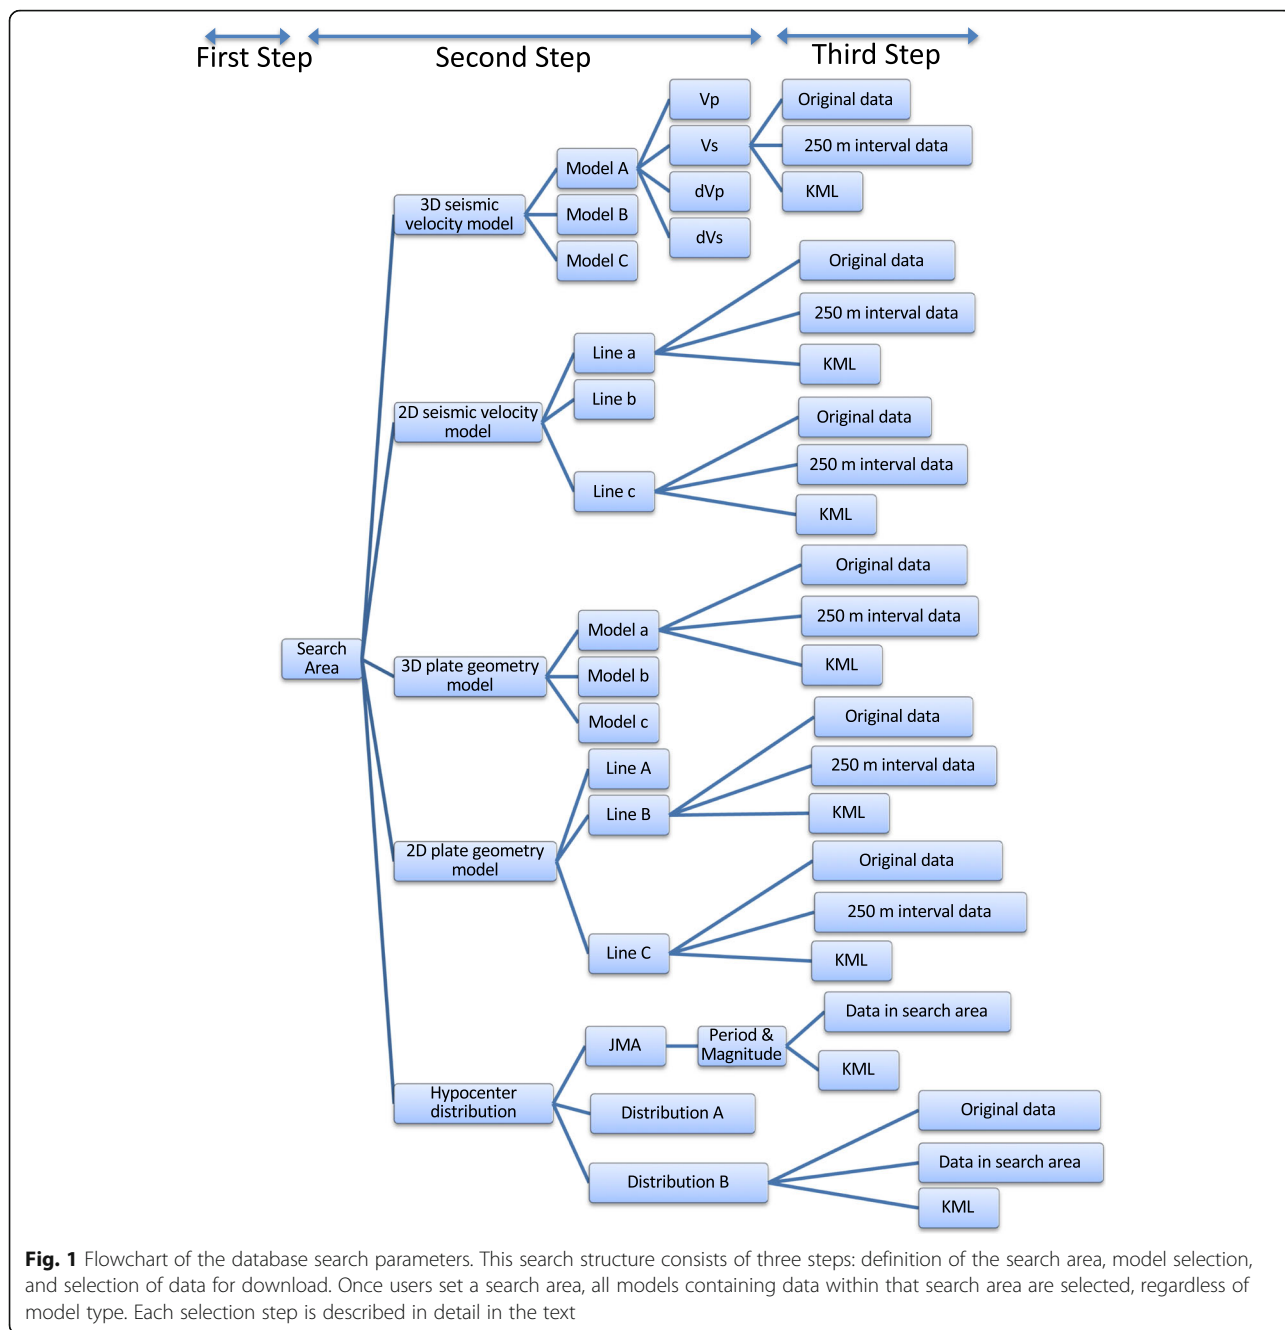 First Step
Second Step
Third Step
Vp
Original data
Vs
250 m interval data
Model A
dVp
KML
3D seismic
velocity model
Model B
dVs
Model C
Original data
250 m interval data
Line a
KML
Line b
2D seismic velocity
model
Original data
250 m interval data
Line c
KML
Original data
250 m interval data
Model a
Search
Area
KML
3D plate geometry
model
Model b
Model c
Original data
Line A
250 m interval data
Line B
KML
2D plate geometry
model
Original data
250 m interval data
Line C
KML
Data in search area
JMA
Period &
Magnitude
KML
Hypocenter
distribution
Distribution A
Original data
Data in search area
Distribution B
KML
Fig. 1 Flowchart of the database search parameters. This search structure consists of three steps: definition of the search area, model selection,
and selection of data for download. Once users set a search area, all models containing data within that search area are selected, regardless of
model type. Each selection step is described in detail in the text